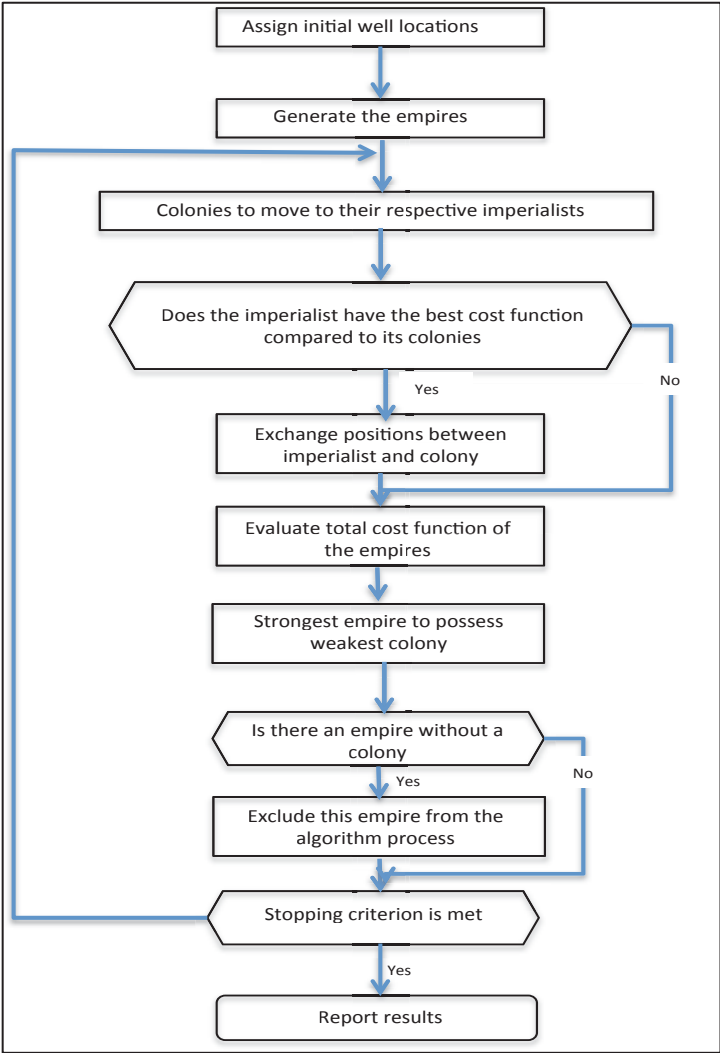 Assign initial well locations
Generate the empires
Colonies to move to their respective imperialists
Does the imperialist have the best cost function
compared to its colonies
No
Yes
Exchange positions between
imperialist and colony
Evaluate total cost function of
the empires
Strongest empire to possess
weakest colony
Is there an empire without a
colony
No
Yes
Exclude this empire from the
algorithm process
Stopping criterion is met
Yes
Report results